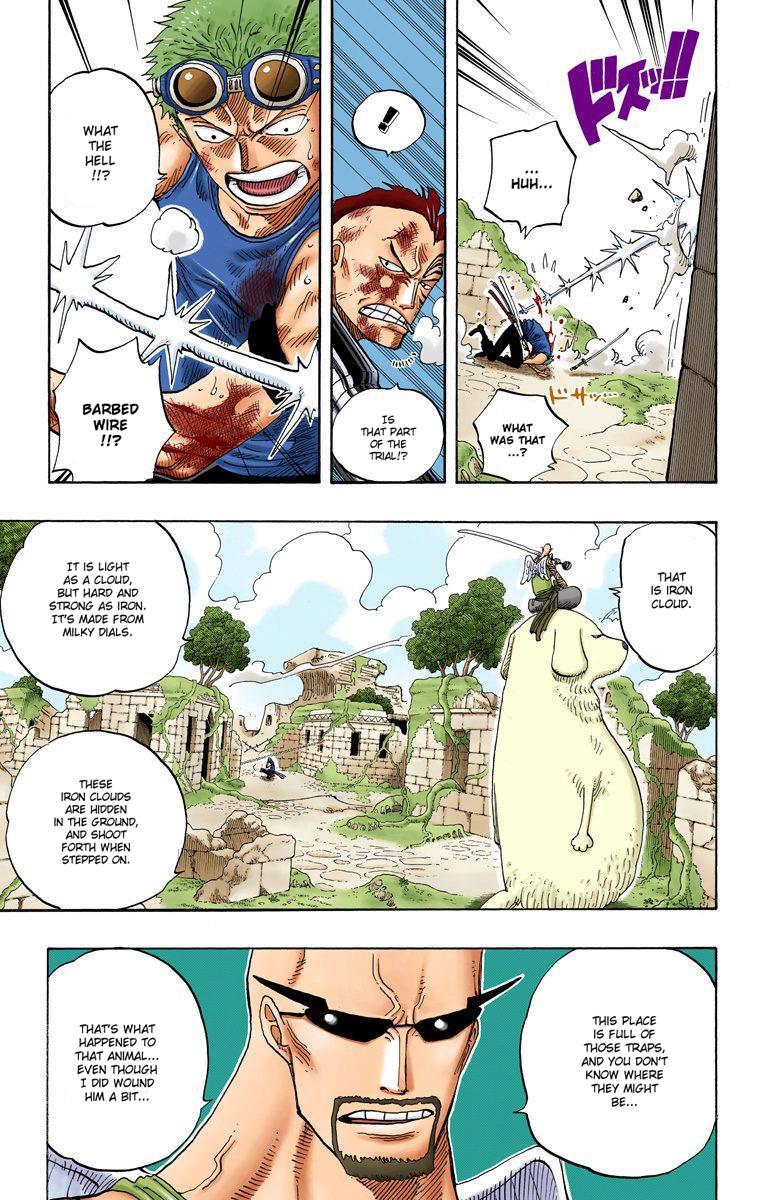 ドスッ!!
...
HUH...
WHAT
WAS THAT
...?
ドサッ...
!
IS
THAT PART
OF THE
TRIAL!?
WHAT
THE
HELL
!!?
BARBED
WIRE
!!?
THAT
IS IRON
CLOUD.
IT IS LIGHT
AS A CLOUD,
BUT HARD AND
STRONG AS IRON.
IT'S MADE FROM
MILKY DIALS.
THESE
IRON CLOUDS
ARE HIDDEN
IN THE GROUND,
AND SHOOT
FORTH WHEN
STEPPED ON.
THIS PLACE
IS FULL OF
THOSE TRAPS,
AND YOU DON'T
KNOW WHERE
THEY MIGHT
BE...
THAT'S WHAT
HAPPENED TO
THAT ANIMAL...
EVEN THOUGH
I DID WOUND
HIM A BIT...